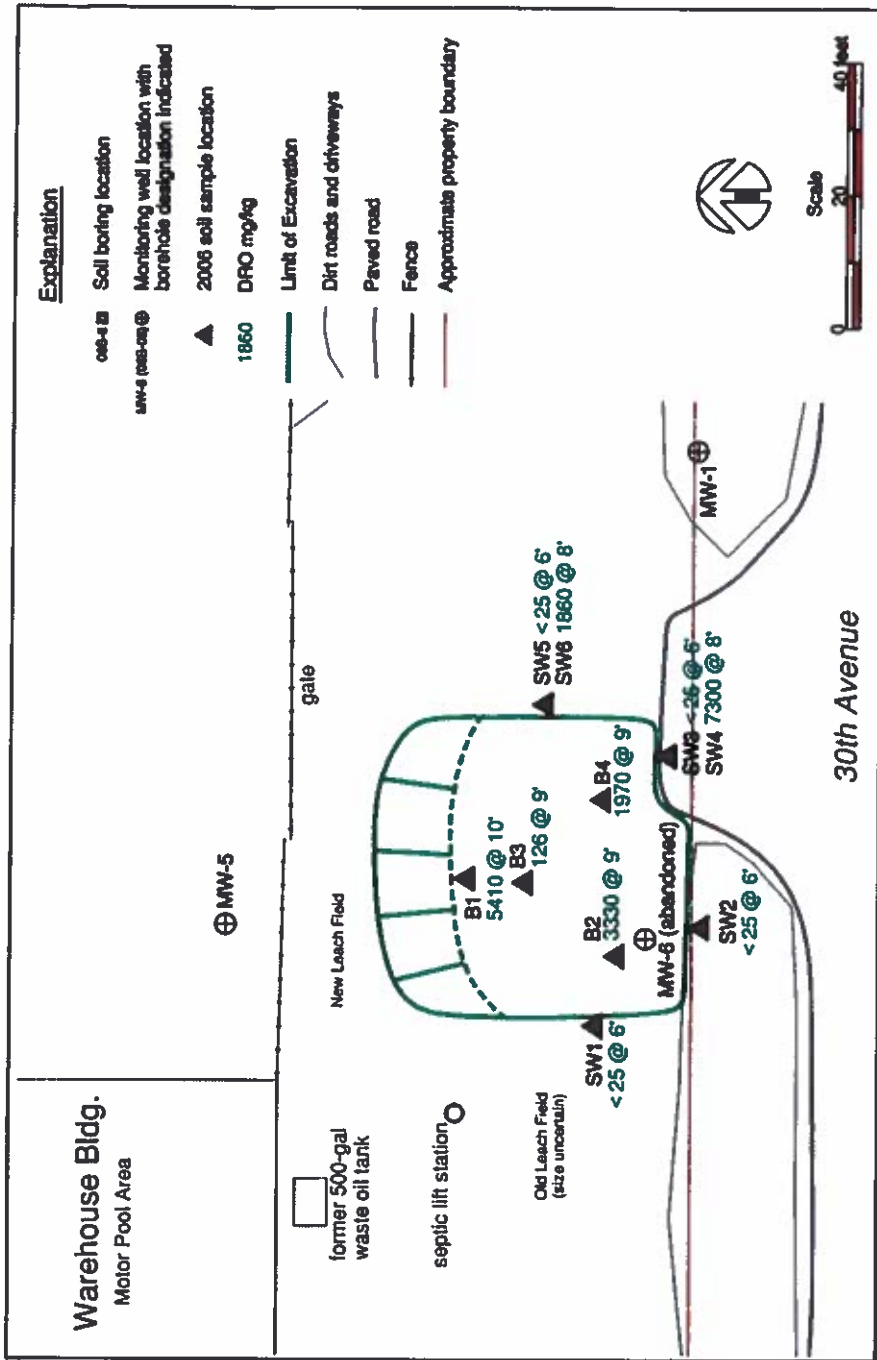 Warehouse Bldg.
Motor Pool Area
former 500-gal
waste oil tank
septic lift station
Old Leach Field
(size uncertain)
New Leach Field
MW-5
gate
B1
5410 @ 10'
B3
126 @ 9'
B2
3330 @ 9'
B4
1970 @ 9'
MW-6 (abandoned)
SW1
< 25 @ 6'
SW2
< 25 @ 6'
SW5 < 25 @ 6'
SW6 1860 @ 8'
SW3 < 25 @ 6'
SW4 7300 @ 8'
MW-1
30th Avenue
Explanation
Soil boring location
Monitoring well location with
borehole designation indicated
2006 soil sample location
1860 DRO mg/kg
Limit of Excavation
Dirt roads and driveways
Paved road
Fence
Approximate property boundary
Scale
0 20 40 feet